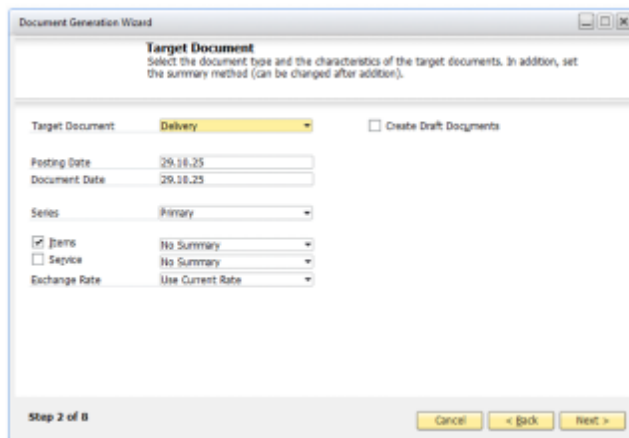 Document Generation Wizard
Target Document
Select the document type and the characteristics of the target documents. In addition, set
the summary method (can be changed after addition).
Target Document Delivery Create Draft Documents
Posting Date 29.10.25
Document Date 29.10.25
Series Primary
Items No Summary
Service No Summary
Exchange Rate Use Current Rate
Step 2 of 8
Cancel < Back Next >